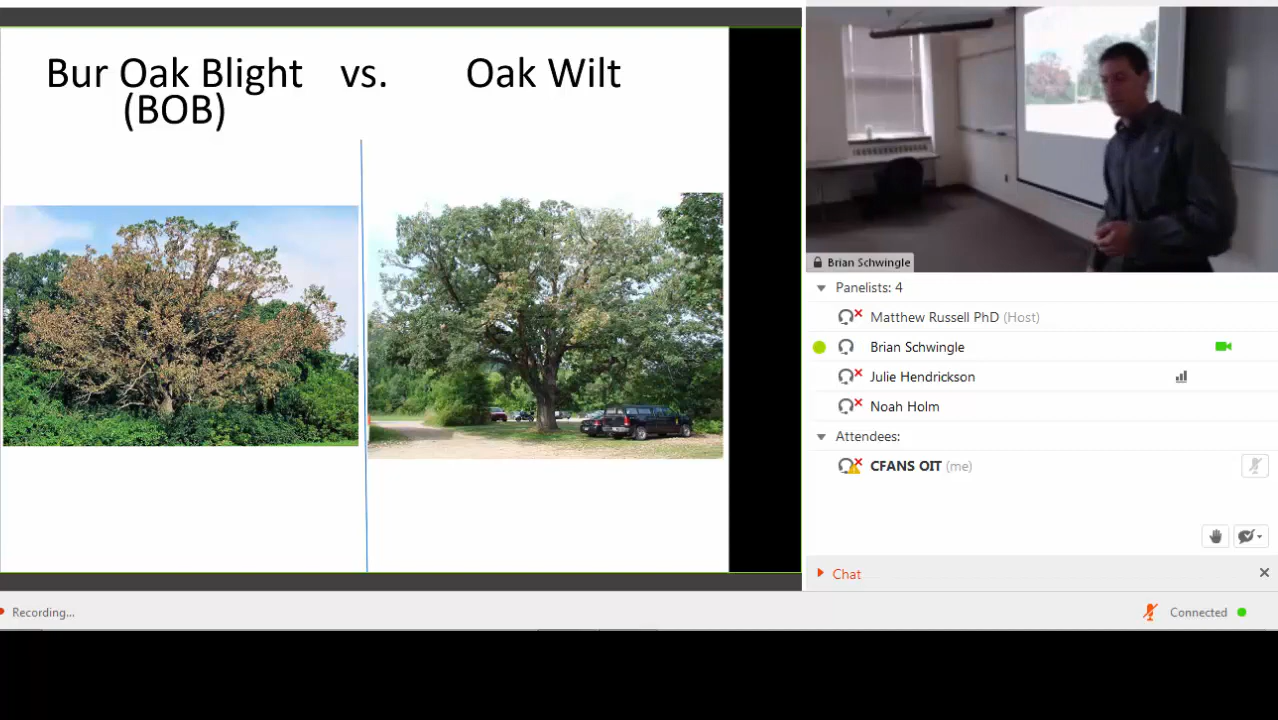 Bur Oak Blight vs. Oak Wilt
(BOB)
Brian Schwingle
Panelists: 4
Matthew Russell PhD (Host)
Brian Schwingle
Julie Hendrickson
Noah Holm
Attendees:
CFANS OIT (me)
Chat
Recording...
Connected